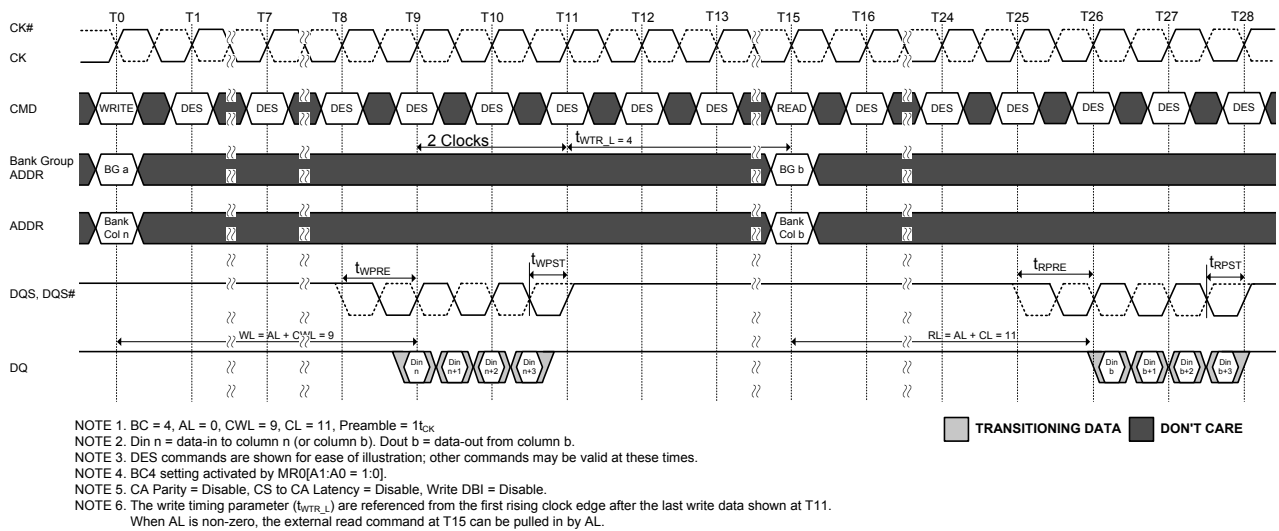 T0 T1 T7 T8 T9 T10 T11 T12 T13 T15 T16 T24 T25 T26 T27 T28
CK#
CK
CMD WRITE DES DES DES DES DES DES DES DES READ DES DES DES DES DES DES
2 Clocks tWTR_L = 4
Bank Group
ADDR
BG a BG b
ADDR
Bank
Col n
Bank
Col b
tWPRE tWPST tRPRE tRPST
DQS, DQS#
WL = AL + CWL = 9 RL = AL + CL = 11
DQ
Din
n
Din
n+1
Din
n+2
Din
n+3
Din
b
Din
b+1
Din
b+2
Din
b+3
TRANSITIONING DATA DON'T CARE
NOTE 1. BC = 4, AL = 0, CWL = 9, CL = 11, Preamble = 1tCK
NOTE 2. Din n = data-in to column n (or column b). Dout b = data-out from column b.
NOTE 3. DES commands are shown for ease of illustration; other commands may be valid at these times.
NOTE 4. BC4 setting activated by MR0[A1:A0 = 1:0].
NOTE 5. CA Parity = Disable, CS to CA Latency = Disable, Write DBI = Disable.
NOTE 6. The write timing parameter (tWTR_L) are referenced from the first rising clock edge after the last write data shown at T11.
When AL is non-zero, the external read command at T15 can be pulled in by AL.